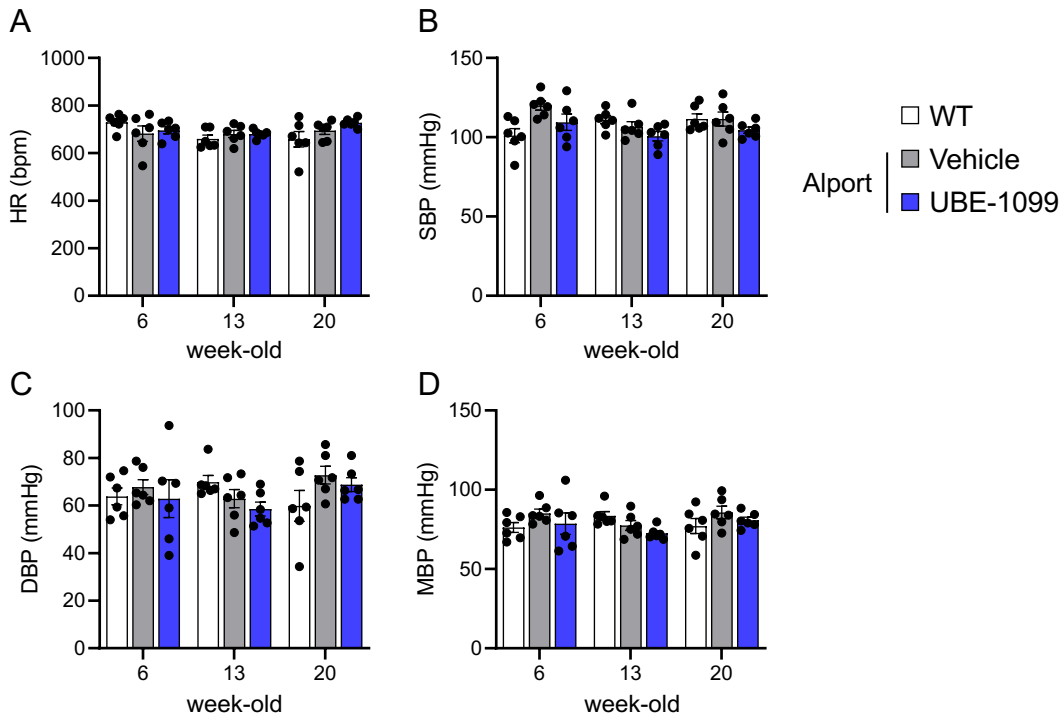 A
HR (bpm)
1000
800
600
400
200
0
6 13 20
week-old
B
SBP (mmHg)
150
100
50
0
6 13 20
week-old
WT
Alport
Vehicle
UBE-1099
C
DBP (mmHg)
100
80
60
40
20
0
6 13 20
week-old
D
MBP (mmHg)
150
100
50
0
6 13 20
week-old